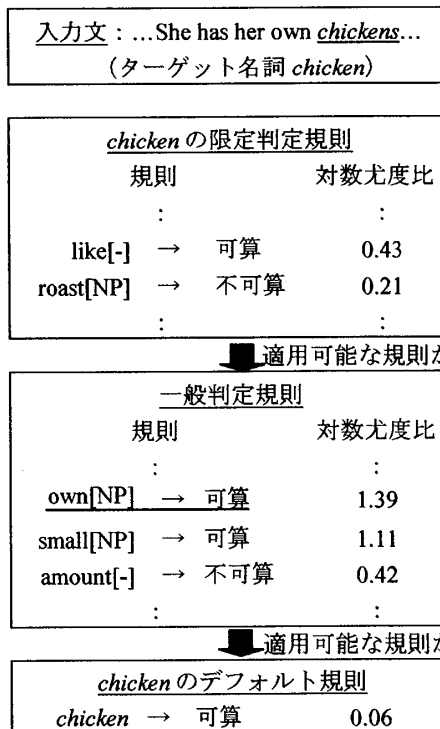 入力文：…She has her own chickens…
（ターゲット名詞 chicken）
chicken の限定判定規則
規則 対数尤度比
: :
like[-] → 可算 0.43
roast[NP] → 不可算 0.21
: :
適用可能な規則が
一般判定規則
規則 対数尤度比
: :
own[NP] → 可算 1.39
small[NP] → 可算 1.11
amount[-] → 不可算 0.42
: :
適用可能な規則が
chicken のデフォルト規則
chicken → 可算 0.06